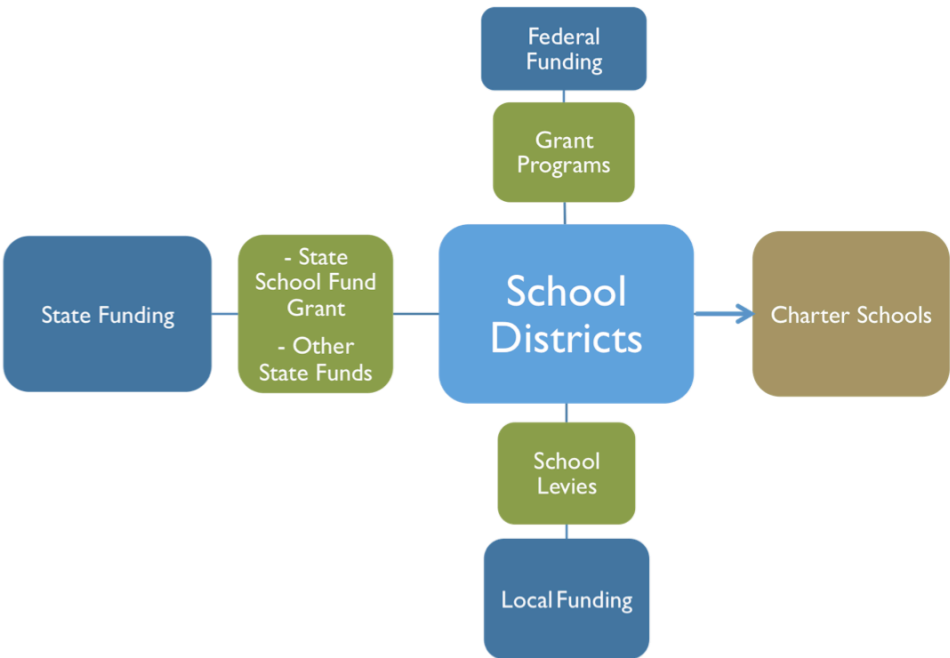 Federal
Funding
Grant
Programs
State Funding
- State
School Fund
Grant
- Other
State Funds
School
Districts
Charter Schools
School
Levies
Local Funding